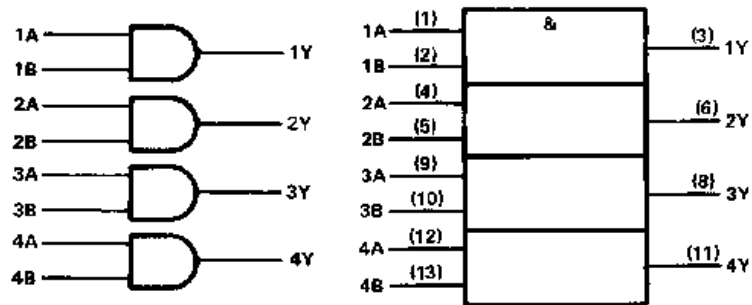 1A
1B
1Y
2A
2B
2Y
3A
3B
3Y
4A
4B
4Y
&
1A (1)
1B (2)
(3) 1Y
2A (4)
2B (5)
(6) 2Y
3A (9)
3B (10)
(8) 3Y
4A (12)
4B (13)
(11) 4Y